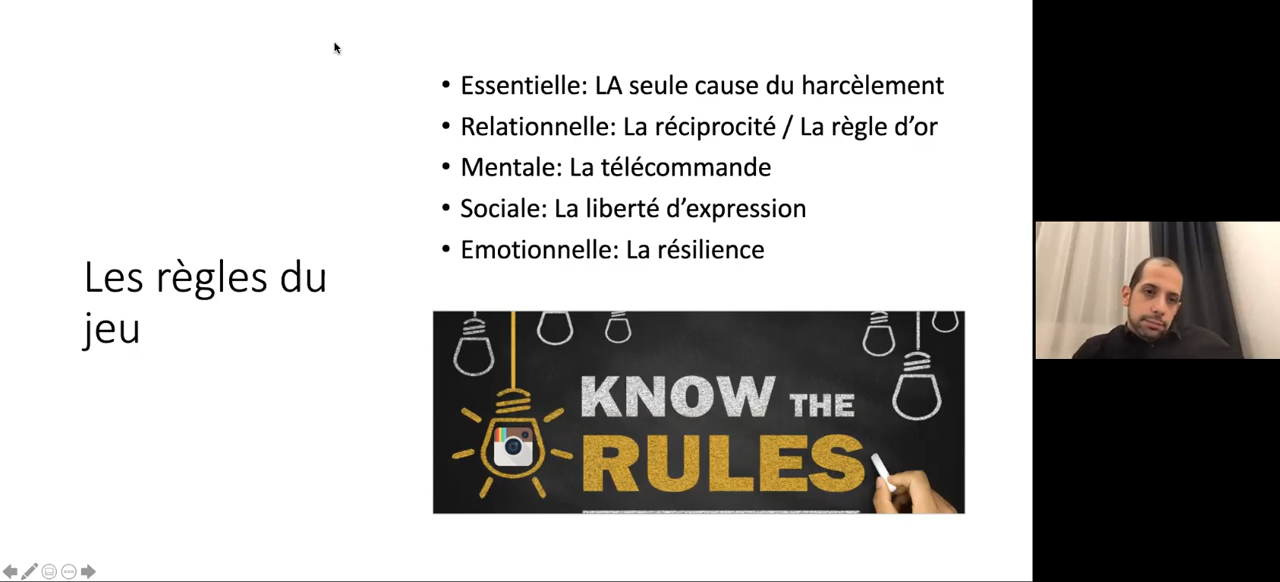 Les règles du
jeu
• Essentielle: LA seule cause du harcèlement
• Relationnelle: La réciprocité / La règle d’or
• Mentale: La télécommande
• Sociale: La liberté d’expression
• Emotionnelle: La résilience
KNOW THE
RULES